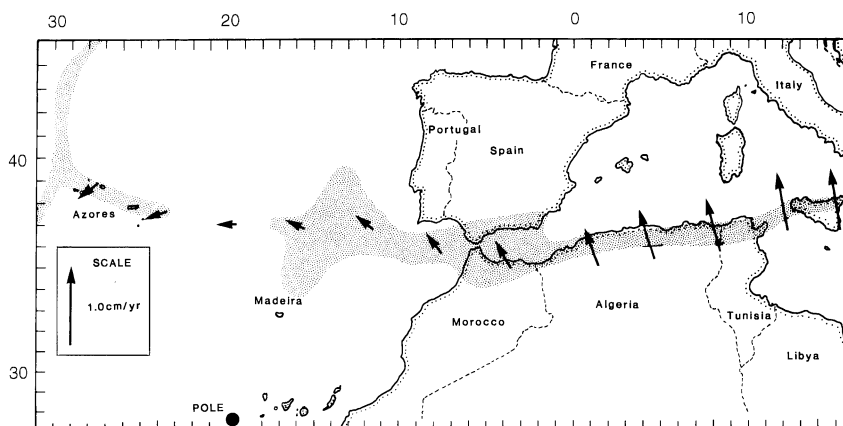 30 20 10 0 10
France
Italy
Portugal
Spain
40
Azores
SCALE
1.0cm/yr
Madeira
Algeria
Morocco
Tunisia
Libya
30
POLE